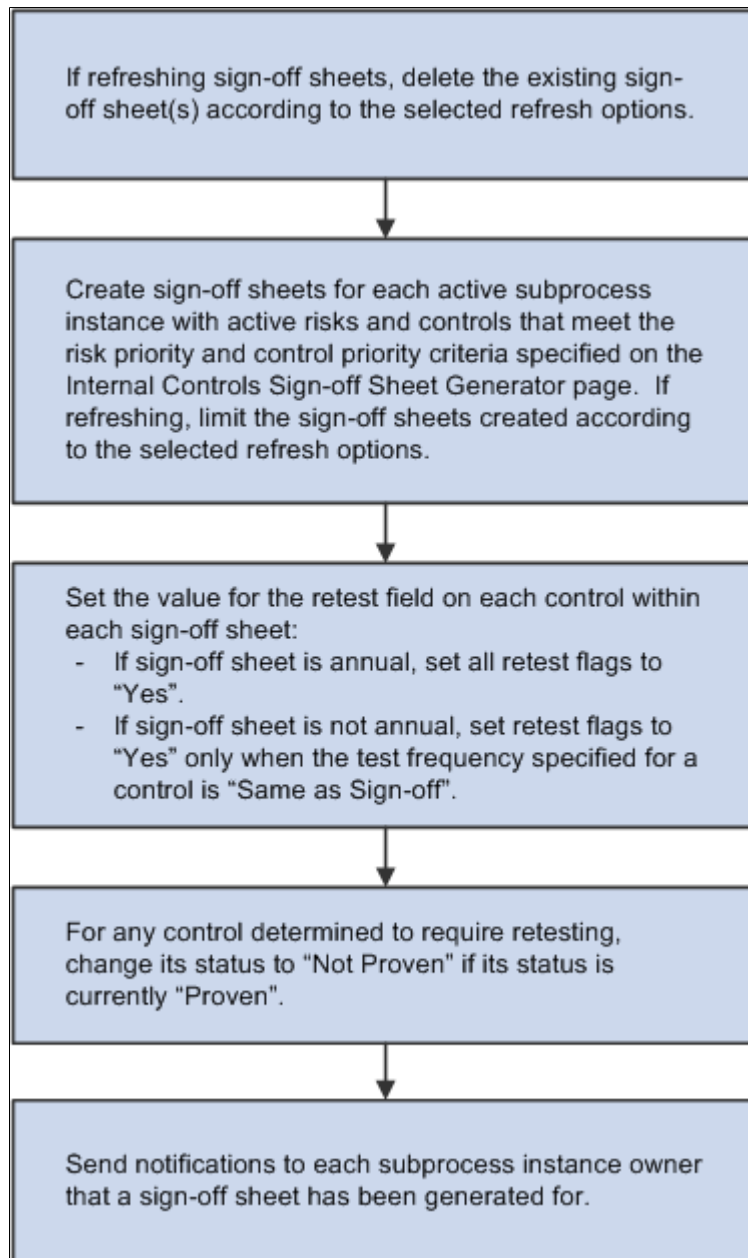 If refreshing sign-off sheets, delete the existing sign-
off sheet(s) according to the selected refresh options.
Create sign-off sheets for each active subprocess
instance with active risks and controls that meet the
risk priority and control priority criteria specified on the
Internal Controls Sign-off Sheet Generator page.  If
refreshing, limit the sign-off sheets created according
to the selected refresh options.
Set the value for the retest field on each control within
each sign-off sheet:
- If sign-off sheet is annual, set all retest flags to
“Yes”.
- If sign-off sheet is not annual, set retest flags to
“Yes” only when the test frequency specified for a
control is “Same as Sign-off”.
For any control determined to require retesting,
change its status to “Not Proven” if its status is
currently “Proven”.
Send notifications to each subprocess instance owner
that a sign-off sheet has been generated for.